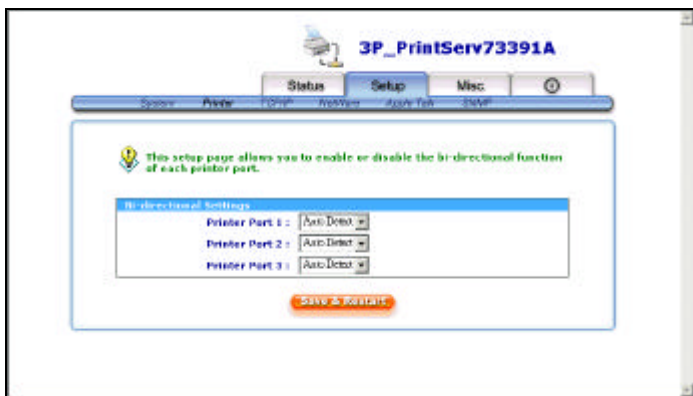 3P_PrintServ73391A
Status Setup Misc.
System Printer TCP/IP NetWare AppleTalk SNMP
This setup page allows you to enable or disable the bi-directional function
of each printer port.
Bi-directional Settings
Printer Port 1 : Auto Detect
Printer Port 2 : Auto Detect
Printer Port 3 : Auto Detect
Save & Restart